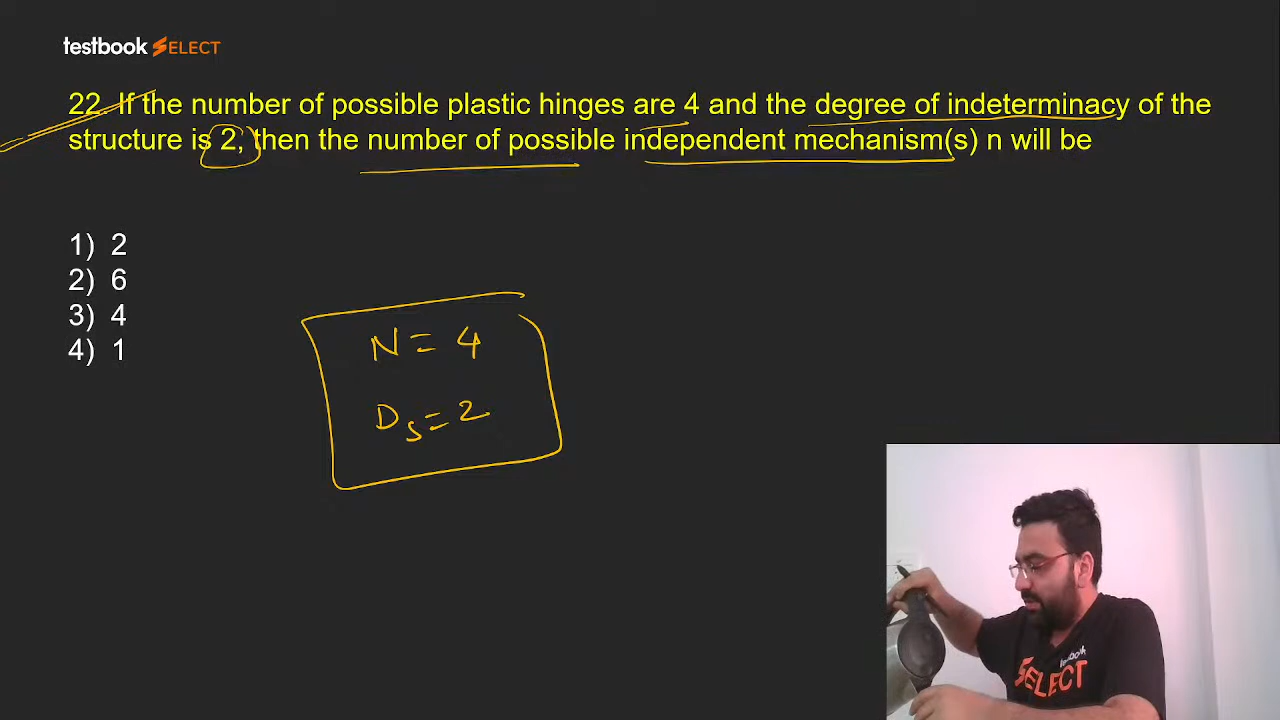 testbook SELECT
22. If the number of possible plastic hinges are 4 and the degree of indeterminacy of the
structure is 2, then the number of possible independent mechanism(s) n will be
1) 2
2) 6
3) 4
4) 1
N = 4
Ds = 2
testbook
SELECT